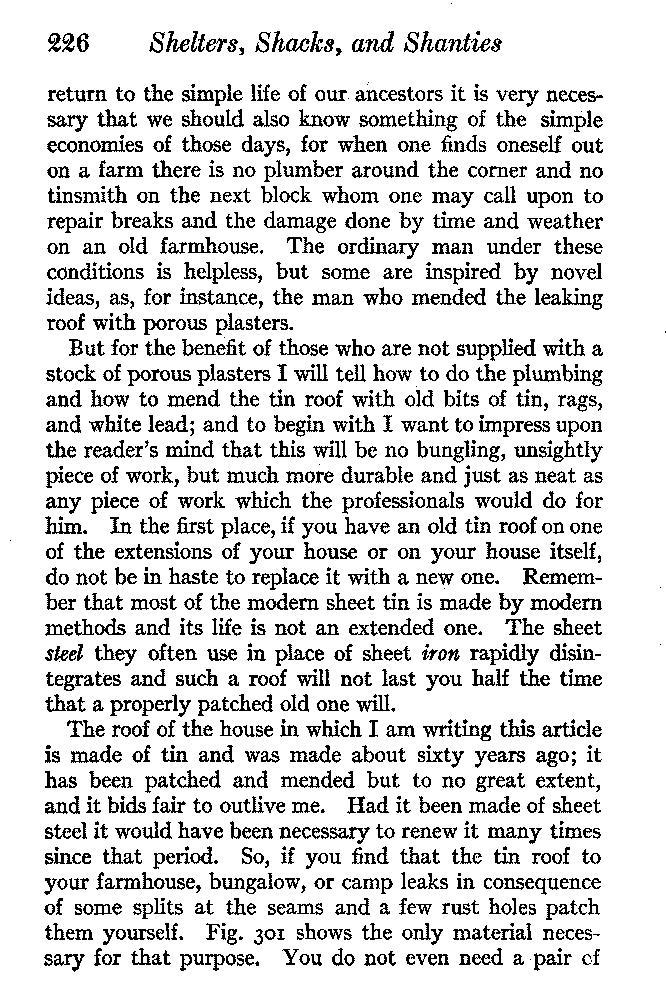 226 Shelters, Shacks, and Shanties
return to the simple life of our ancestors it is very neces-
sary that we should also know something of the simple
economies of those days, for when one finds oneself out
on a farm there is no plumber around the corner and no
tinsmith on the next block whom one may call upon to
repair breaks and the damage done by time and weather
on an old farmhouse. The ordinary man under these
conditions is helpless, but some are inspired by novel
ideas, as, for instance, the man who mended the leaking
roof with porous plasters.
But for the benefit of those who are not supplied with a
stock of porous plasters I will tell how to do the plumbing
and how to mend the tin roof with old bits of tin, rags,
and white lead; and to begin with I want to impress upon
the reader's mind that this will be no bungling, unsightly
piece of work, but much more durable and just as neat as
any piece of work which the professionals would do for
him. In the first place, if you have an old tin roof on one
of the extensions of your house or on your house itself,
do not be in haste to replace it with a new one. Remem-
ber that most of the modern sheet tin is made by modern
methods and its life is not an extended one. The sheet
steel they often use in place of sheet iron rapidly disin-
tegrates and such a roof will not last you half the time
that a properly patched old one will.
The roof of the house in which I am writing this article
is made of tin and was made about sixty years ago; it
has been patched and mended but to no great extent,
and it bids fair to outlive me. Had it been made of sheet
steel it would have been necessary to renew it many times
since that period. So, if you find that the tin roof to
your farmhouse, bungalow, or camp leaks in consequence
of some splits at the seams and a few rust holes patch
them yourself. Fig. 301 shows the only material neces-
sary for that purpose. You do not even need a pair of